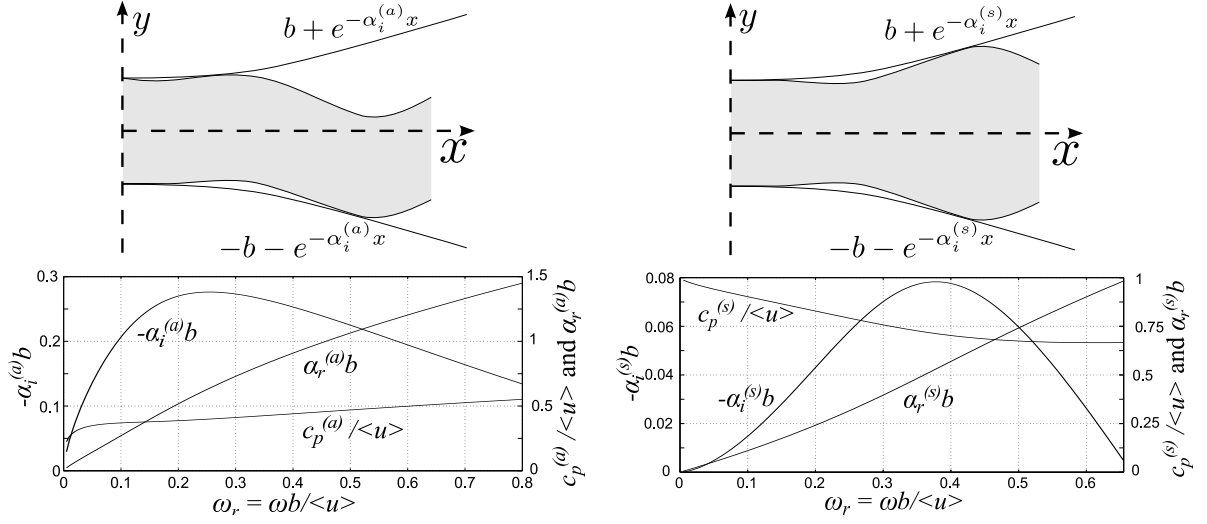 y
b + e^{-α_i^{(a)} x}
x
-b - e^{-α_i^{(a)} x}
0.3
0.2
0.1
0
-α_i^{(a)}b
1.5
1
0.5
0
c_p^{(a)}/<u> and α_r^{(a)}b
-α_i^{(a)}b
α_r^{(a)}b
c_p^{(a)}/<u>
0 0.1 0.2 0.3 0.4 0.5 0.6 0.7 0.8
ω_r = ωb/<u>
y
b + e^{-α_i^{(s)} x}
x
-b - e^{-α_i^{(s)} x}
0.08
0.06
0.04
0.02
0
-α_i^{(s)}b
1
0.75
0.5
0.25
0
c_p^{(s)}/<u> and α_r^{(s)}b
c_p^{(s)}/<u>
-α_i^{(s)}b
α_r^{(s)}b
0 0.1 0.2 0.3 0.4 0.5 0.6
ω_r = ωb/<u>